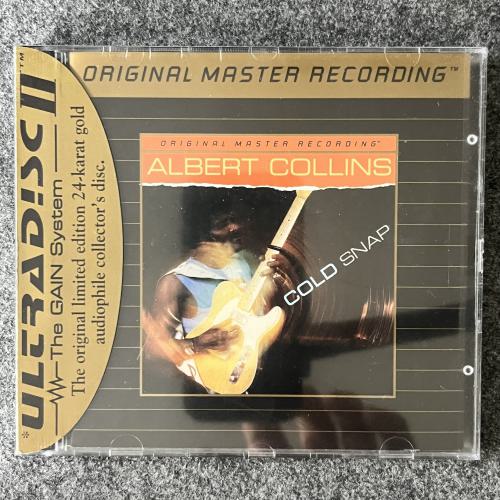 ORIGINAL MASTER RECORDING™
ULTRADISC II™
The GAIN System
The original limited edition 24-karat gold
audiophile collector's disc.
ORIGINAL MASTER RECORDING™
ALBERT COLLINS
COLD SNAP